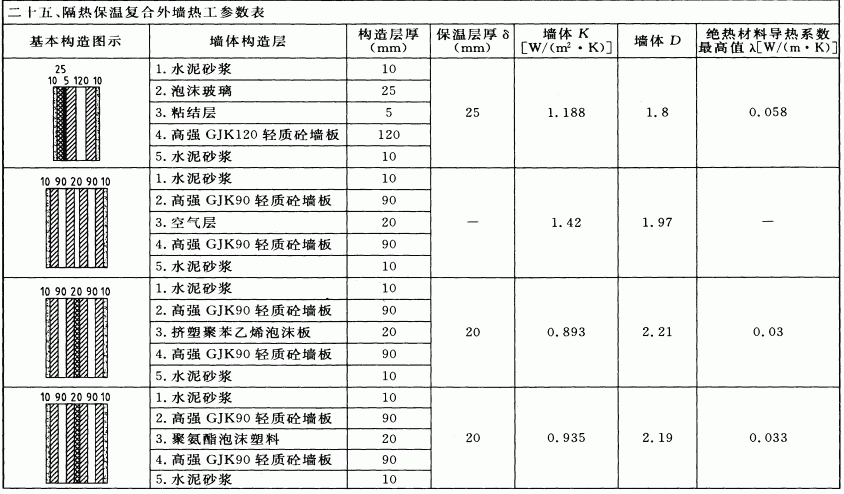 二十五、隔热保温复合外墙热工参数表
基本构造图示 墙体构造层 构造层厚(mm) 保温层厚 δ(mm) 墙体 K[W/(m²·K)] 墙体 D 绝热材料导热系数最高值 λ[W/(m·K)]
25
10 5 120 10
1. 水泥砂浆 10
2. 泡沫玻璃 25
3. 粘结层 5 25 1.188 1.8 0.058
4. 高强 GJK120 轻质砼墙板 120
5. 水泥砂浆 10
10 90 20 90 10
1. 水泥砂浆 10
2. 高强 GJK90 轻质砼墙板 90
3. 空气层 20 — 1.42 1.97 —
4. 高强 GJK90 轻质砼墙板 90
5. 水泥砂浆 10
10 90 20 90 10
1. 水泥砂浆 10
2. 高强 GJK90 轻质砼墙板 90
3. 挤塑聚苯乙烯泡沫板 20 20 0.893 2.21 0.03
4. 高强 GJK90 轻质砼墙板 90
5. 水泥砂浆 10
10 90 20 90 10
1. 水泥砂浆 10
2. 高强 GJK90 轻质砼墙板 90
3. 聚氨酯泡沫塑料 20 20 0.935 2.19 0.033
4. 高强 GJK90 轻质砼墙板 90
5. 水泥砂浆 10